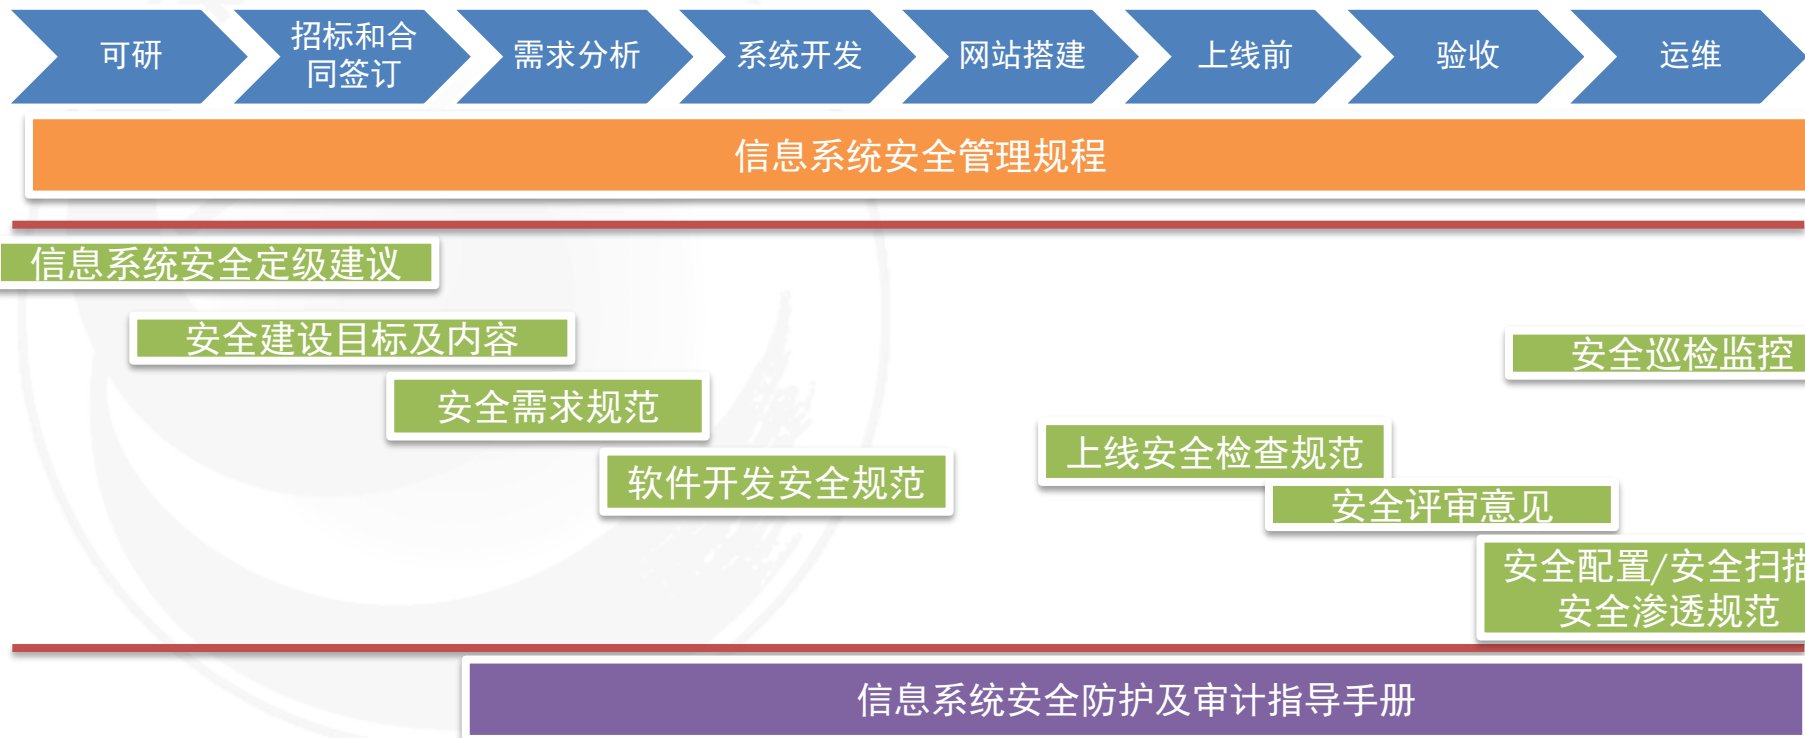 可研
招标和合
同签订
需求分析
系统开发
网站搭建
上线前
验收
运维
信息系统安全管理规程
信息系统安全定级建议
安全建设目标及内容
安全巡检监控
安全需求规范
上线安全检查规范
软件开发安全规范
安全评审意见
安全配置/安全扫描
安全渗透规范
信息系统安全防护及审计指导手册